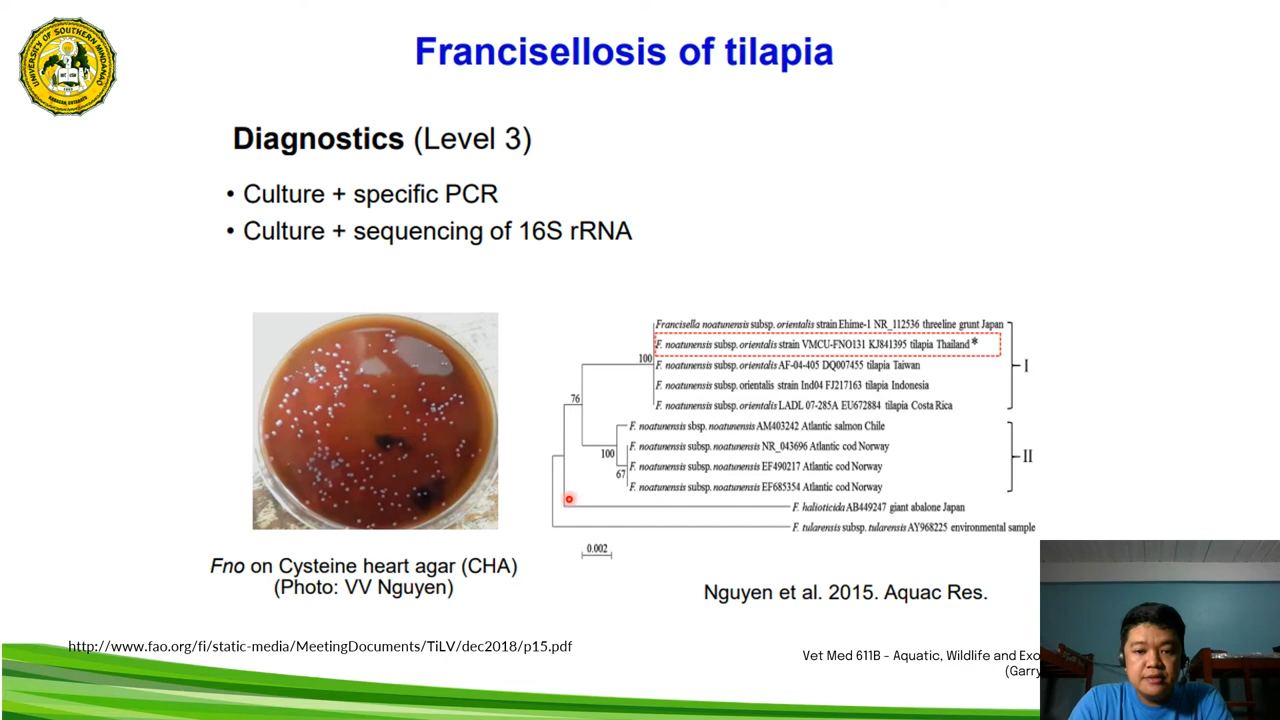 UNIVERSITY OF SOUTHERN MINDANAO
Francisellosis of tilapia
Diagnostics (Level 3)
• Culture + specific PCR
• Culture + sequencing of 16S rRNA
Francisella noatunensis subsp. orientalis strain Ehime-1 NR_112536 threeline grunt Japan
F. noatunensis subsp. orientalis strain VMCU-FNO131 KJ841395 tilapia Thailand *
100
F. noatunensis subsp. orientalis AF-04-405 DQ007455 tilapia Taiwan
I
F. noatunensis subsp. orientalis strain Ind04 FJ217163 tilapia Indonesia
76
F. noatunensis subsp. orientalis LADL 07-285A EU672884 tilapia Costa Rica
F. noatunensis sbsp. noatunensis AM403242 Atlantic salmon Chile
F. noatunensis subsp. noatunensis NR_043696 Atlantic cod Norway
100
II
F. noatunensis subsp. noatunensis EF490217 Atlantic cod Norway
67
F. noatunensis subsp. noatunensis EF685354 Atlantic cod Norway
F. halioticida AB449247 giant abalone Japan
F. tularensis subsp. tularensis AY968225 environmental sample
0.002
Fno on Cysteine heart agar (CHA)
(Photo: VV Nguyen)
Nguyen et al. 2015. Aquac Res.
http://www.fao.org/fi/static-media/MeetingDocuments/TiLV/dec2018/p15.pdf
Vet Med 611B - Aquatic, Wildlife and Exo
(Garry